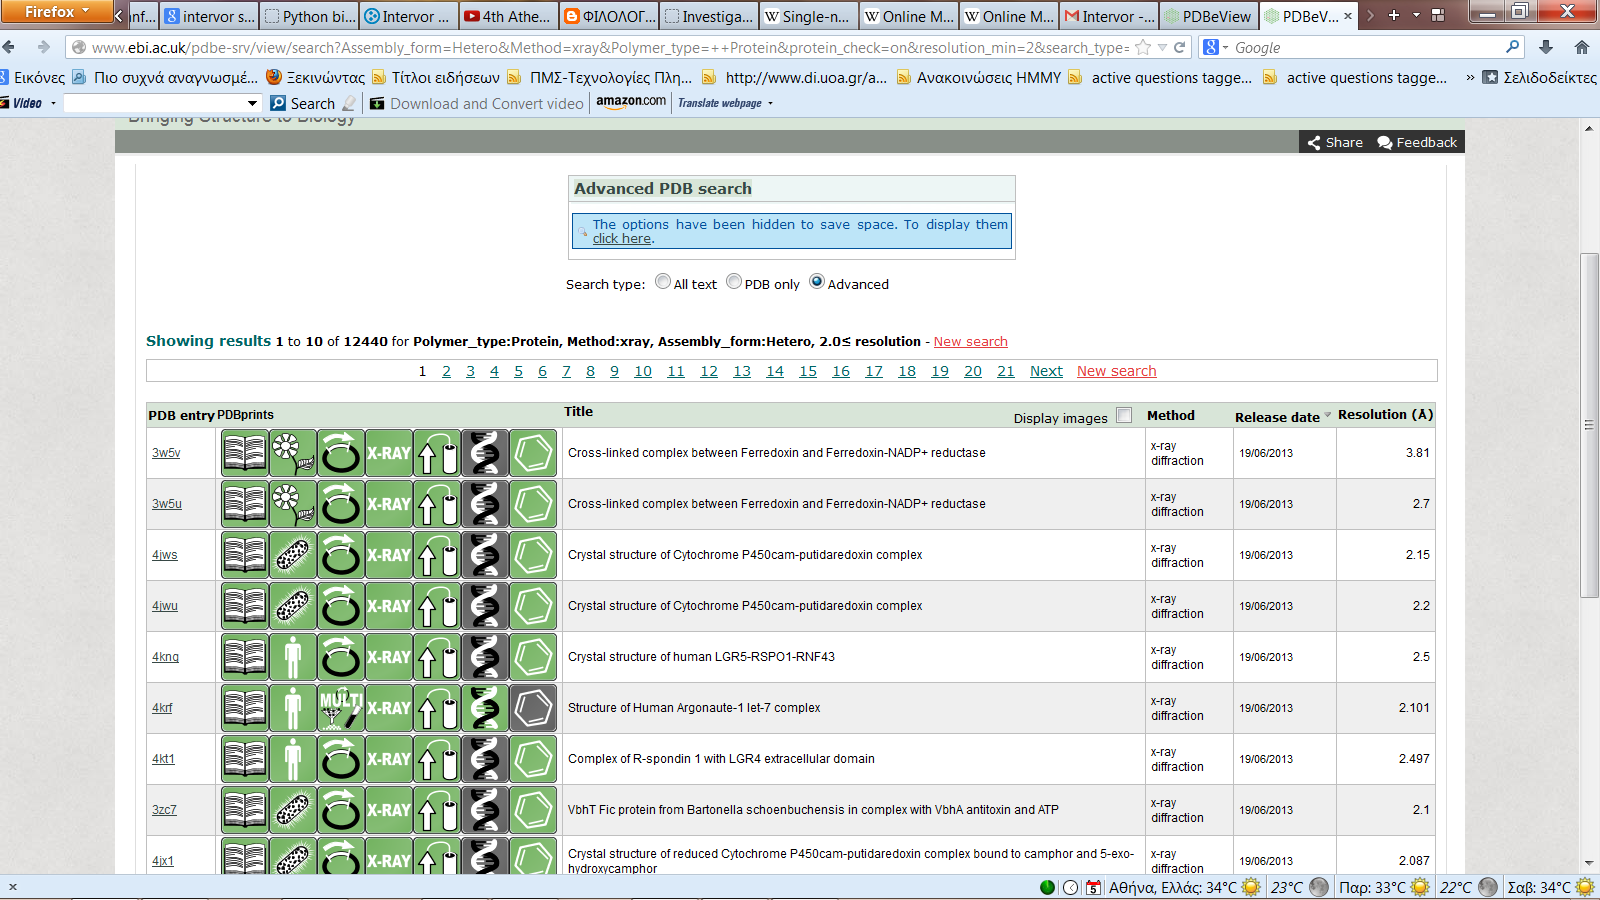 Firefox
inf...
intervor s...
Python bi...
Intervor ...
4th Athe...
ΦΙΛΟΛΟΓ...
Investiga...
Single-n...
Online M...
Online M...
Intervor -...
PDBeView
PDBeV...
www.ebi.ac.uk/pdbe-srv/view/search?Assembly_form=Hetero&Method=xray&Polymer_type=++Protein&protein_check=on&resolution_min=2&search_type=
Google
Εικόνες
Πιο συχνά αναγνωσμέ...
Ξεκινώντας
Τίτλοι ειδήσεων
ΠΜΣ-Τεχνολογίες Πλη...
http://www.di.uoa.gr/a...
Ανακοινώσεις ΗΜΜΥ
active questions tagge...
active questions tagge...
Σελιδοδείκτες
Video
Search
Download and Convert video
amazon.com
Translate webpage
Bringing Structure to Biology
Share
Feedback
Advanced PDB search
The options have been hidden to save space. To display them
click here.
Search type: All text PDB only Advanced
Showing results 1 to 10 of 12440 for Polymer_type:Protein, Method:xray, Assembly_form:Hetero, 2.0≤ resolution - New search
1 2 3 4 5 6 7 8 9 10 11 12 13 14 15 16 17 18 19 20 21 Next New search
PDB entry PDBprints Title Display images Method Release date Resolution (Å)
3w5v X-RAY Cross-linked complex between Ferredoxin and Ferredoxin-NADP+ reductase x-ray diffraction 19/06/2013 3.81
3w5u X-RAY Cross-linked complex between Ferredoxin and Ferredoxin-NADP+ reductase x-ray diffraction 19/06/2013 2.7
4jws X-RAY Crystal structure of Cytochrome P450cam-putidaredoxin complex x-ray diffraction 19/06/2013 2.15
4jwu X-RAY Crystal structure of Cytochrome P450cam-putidaredoxin complex x-ray diffraction 19/06/2013 2.2
4kng X-RAY Crystal structure of human LGR5-RSPO1-RNF43 x-ray diffraction 19/06/2013 2.5
4krf MULTI X-RAY Structure of Human Argonaute-1 let-7 complex x-ray diffraction 19/06/2013 2.101
4kt1 X-RAY Complex of R-spondin 1 with LGR4 extracellular domain x-ray diffraction 19/06/2013 2.497
3zc7 X-RAY VbhT Fic protein from Bartonella schoenbuchensis in complex with VbhA antitoxin and ATP x-ray diffraction 19/06/2013 2.1
4jx1 X-RAY Crystal structure of reduced Cytochrome P450cam-putidaredoxin complex bound to camphor and 5-exo-hydroxycamphor x-ray diffraction 19/06/2013 2.087
5 Αθήνα, Ελλάς: 34°C 23°C Παρ: 33°C 22°C Σαβ: 34°C